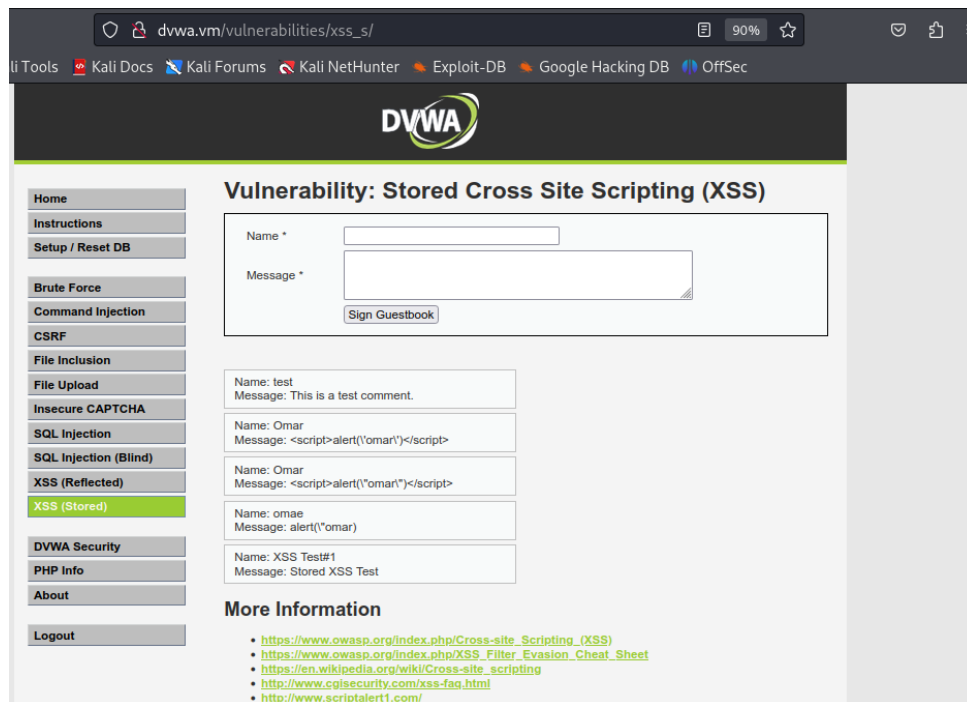 dvwa.vm/vulnerabilities/xss_s/
90%
li Tools Kali Docs Kali Forums Kali NetHunter Exploit-DB Google Hacking DB OffSec
DVWA
Home
Instructions
Setup / Reset DB
Brute Force
Command Injection
CSRF
File Inclusion
File Upload
Insecure CAPTCHA
SQL Injection
SQL Injection (Blind)
XSS (Reflected)
XSS (Stored)
DVWA Security
PHP Info
About
Logout
Vulnerability: Stored Cross Site Scripting (XSS)
Name *
Message *
Sign Guestbook
Name: test
Message: This is a test comment.
Name: Omar
Message: <script>alert(\'omar\')</script>
Name: Omar
Message: <script>alert(\"omar\")</script>
Name: omae
Message: alert(\"omar)
Name: XSS Test#1
Message: Stored XSS Test
More Information
https://www.owasp.org/index.php/Cross-site_Scripting_(XSS)
https://www.owasp.org/index.php/XSS_Filter_Evasion_Cheat_Sheet
https://en.wikipedia.org/wiki/Cross-site_scripting
http://www.cgisecurity.com/xss-faq.html
http://www.scriptalert1.com/